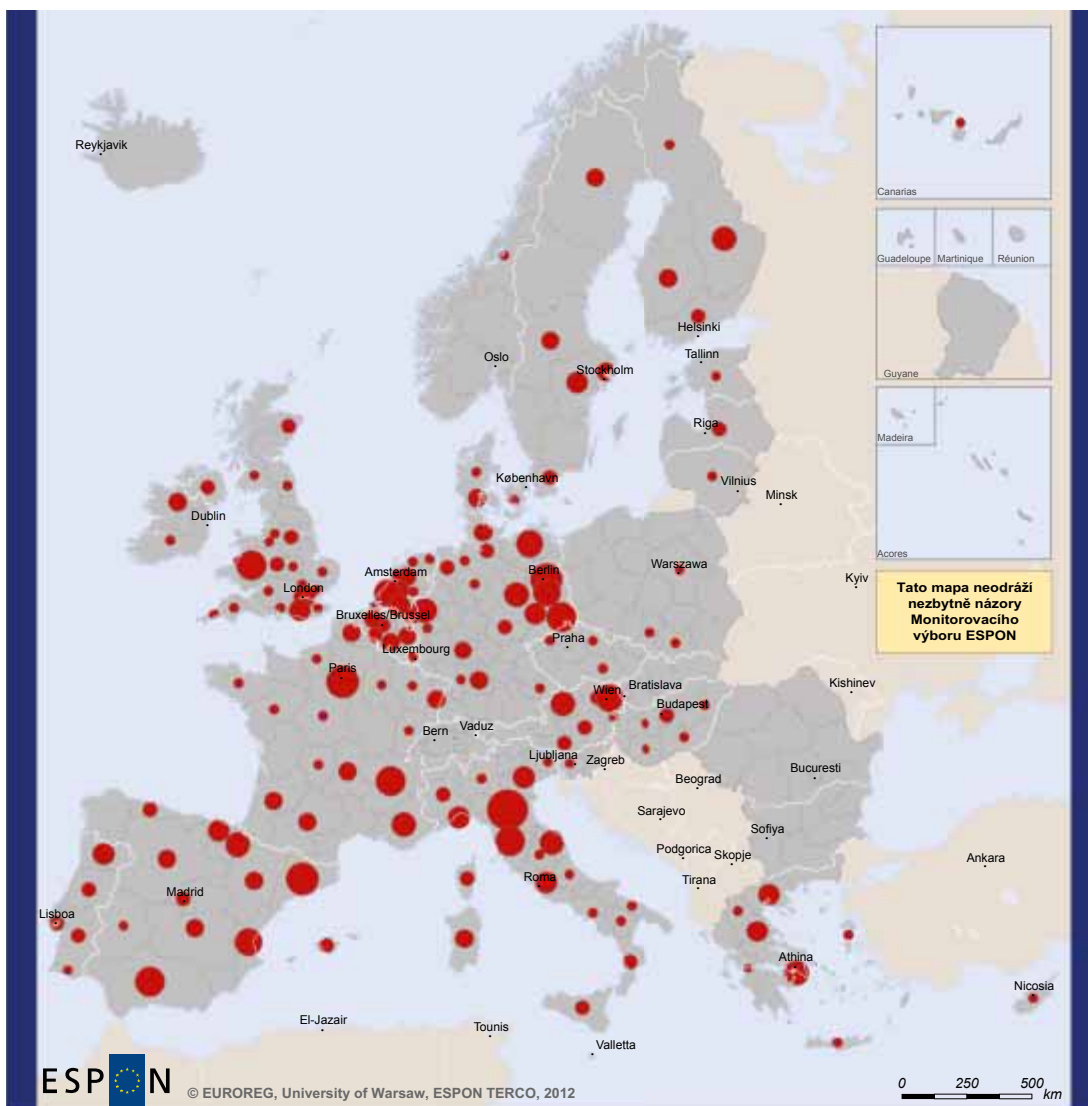 Reykjavik
Canarias
Guadeloupe
Martinique
Réunion
Guyane
Madeira
Acores
Helsinki
Tallinn
Oslo
Stockholm
Riga
København
Vilnius
Minsk
Dublin
London
Amsterdam
Berlin
Warszawa
Kyiv
Tato mapa neodráží
nezbytně názory
Monitorovacího
výboru ESPON
Bruxelles/Brussel
Luxembourg
Praha
Paris
Kishinev
Wien
Bratislava
Budapest
Bern
Vaduz
Ljubljana
Zagreb
Beograd
Bucuresti
Sarajevo
Sofiya
Podgorica
Skopje
Ankara
Tirana
Roma
Madrid
Lisboa
Athina
Nicosia
El-Jazair
Tounis
Valletta
ESPON
© EUROREG, University of Warsaw, ESPON TERCO, 2012
0 250 500
km